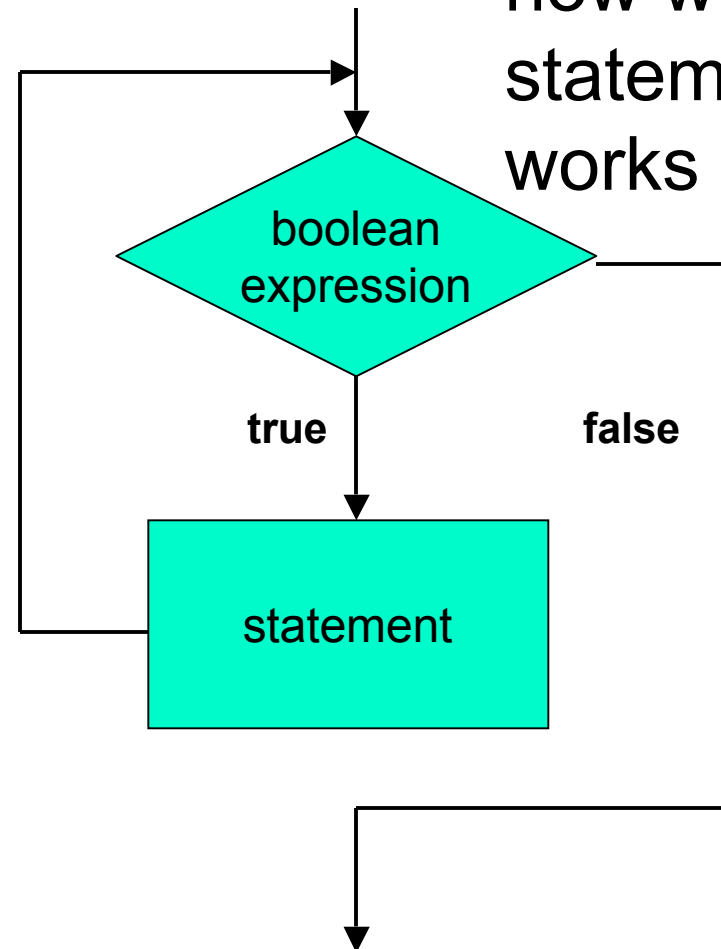 statem
works
boolean
expression
true false
statement